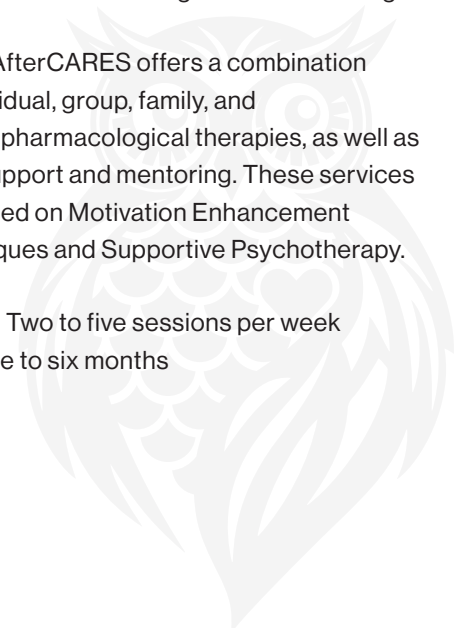 AfterCARES offers a combination
idual, group, family, and
pharmacological therapies, as well as
upport and mentoring. These services
ed on Motivation Enhancement
ques and Supportive Psychotherapy.
Two to five sessions per week
e to six months